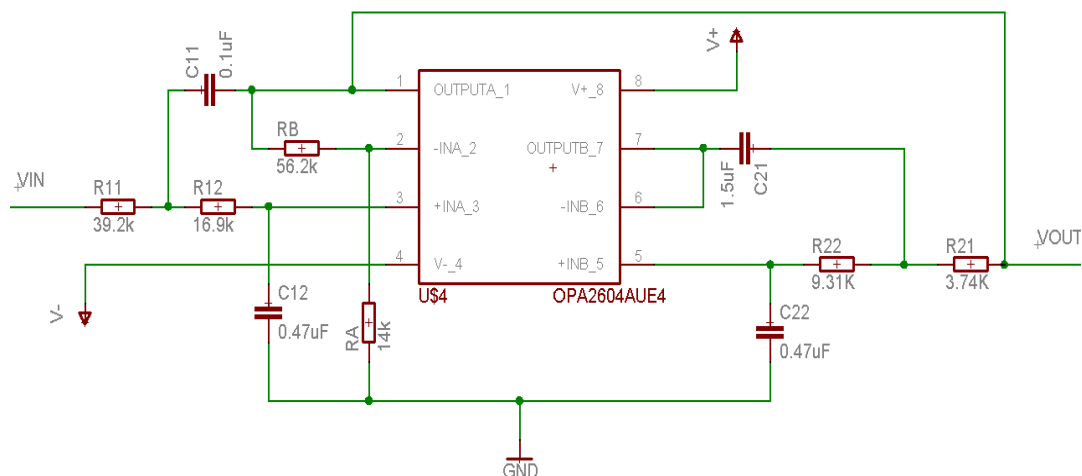 C11
0.1uF
V+
1
OUTPUTA_1
V+_8
8
RB
56.2k
2
-INA_2
OUTPUTB_7
7
1.5uF
C21
VIN
R11
39.2k
R12
16.9k
3
+INA_3
-INB_6
6
VOUT
4
V-_4
+INB_5
5
R22
9.31K
R21
3.74K
V-
C12
0.47uF
RA
14k
U$4
OPA2604AUE4
C22
0.47uF
GND